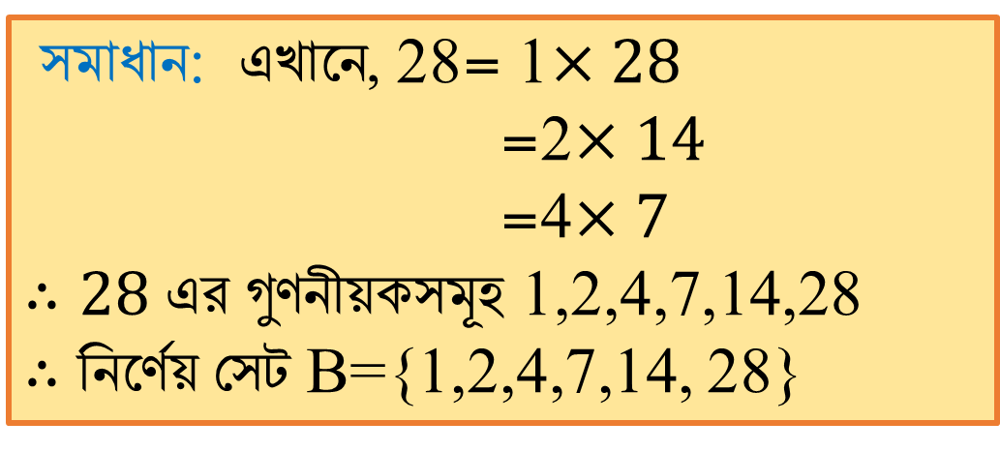 সমাধান: এখানে, 28= 1× 28
=2× 14
=4× 7
∴ 28 এর গুণনীয়কসমূহ 1,2,4,7,14,28
∴ নির্ণেয় সেট B={1,2,4,7,14, 28}